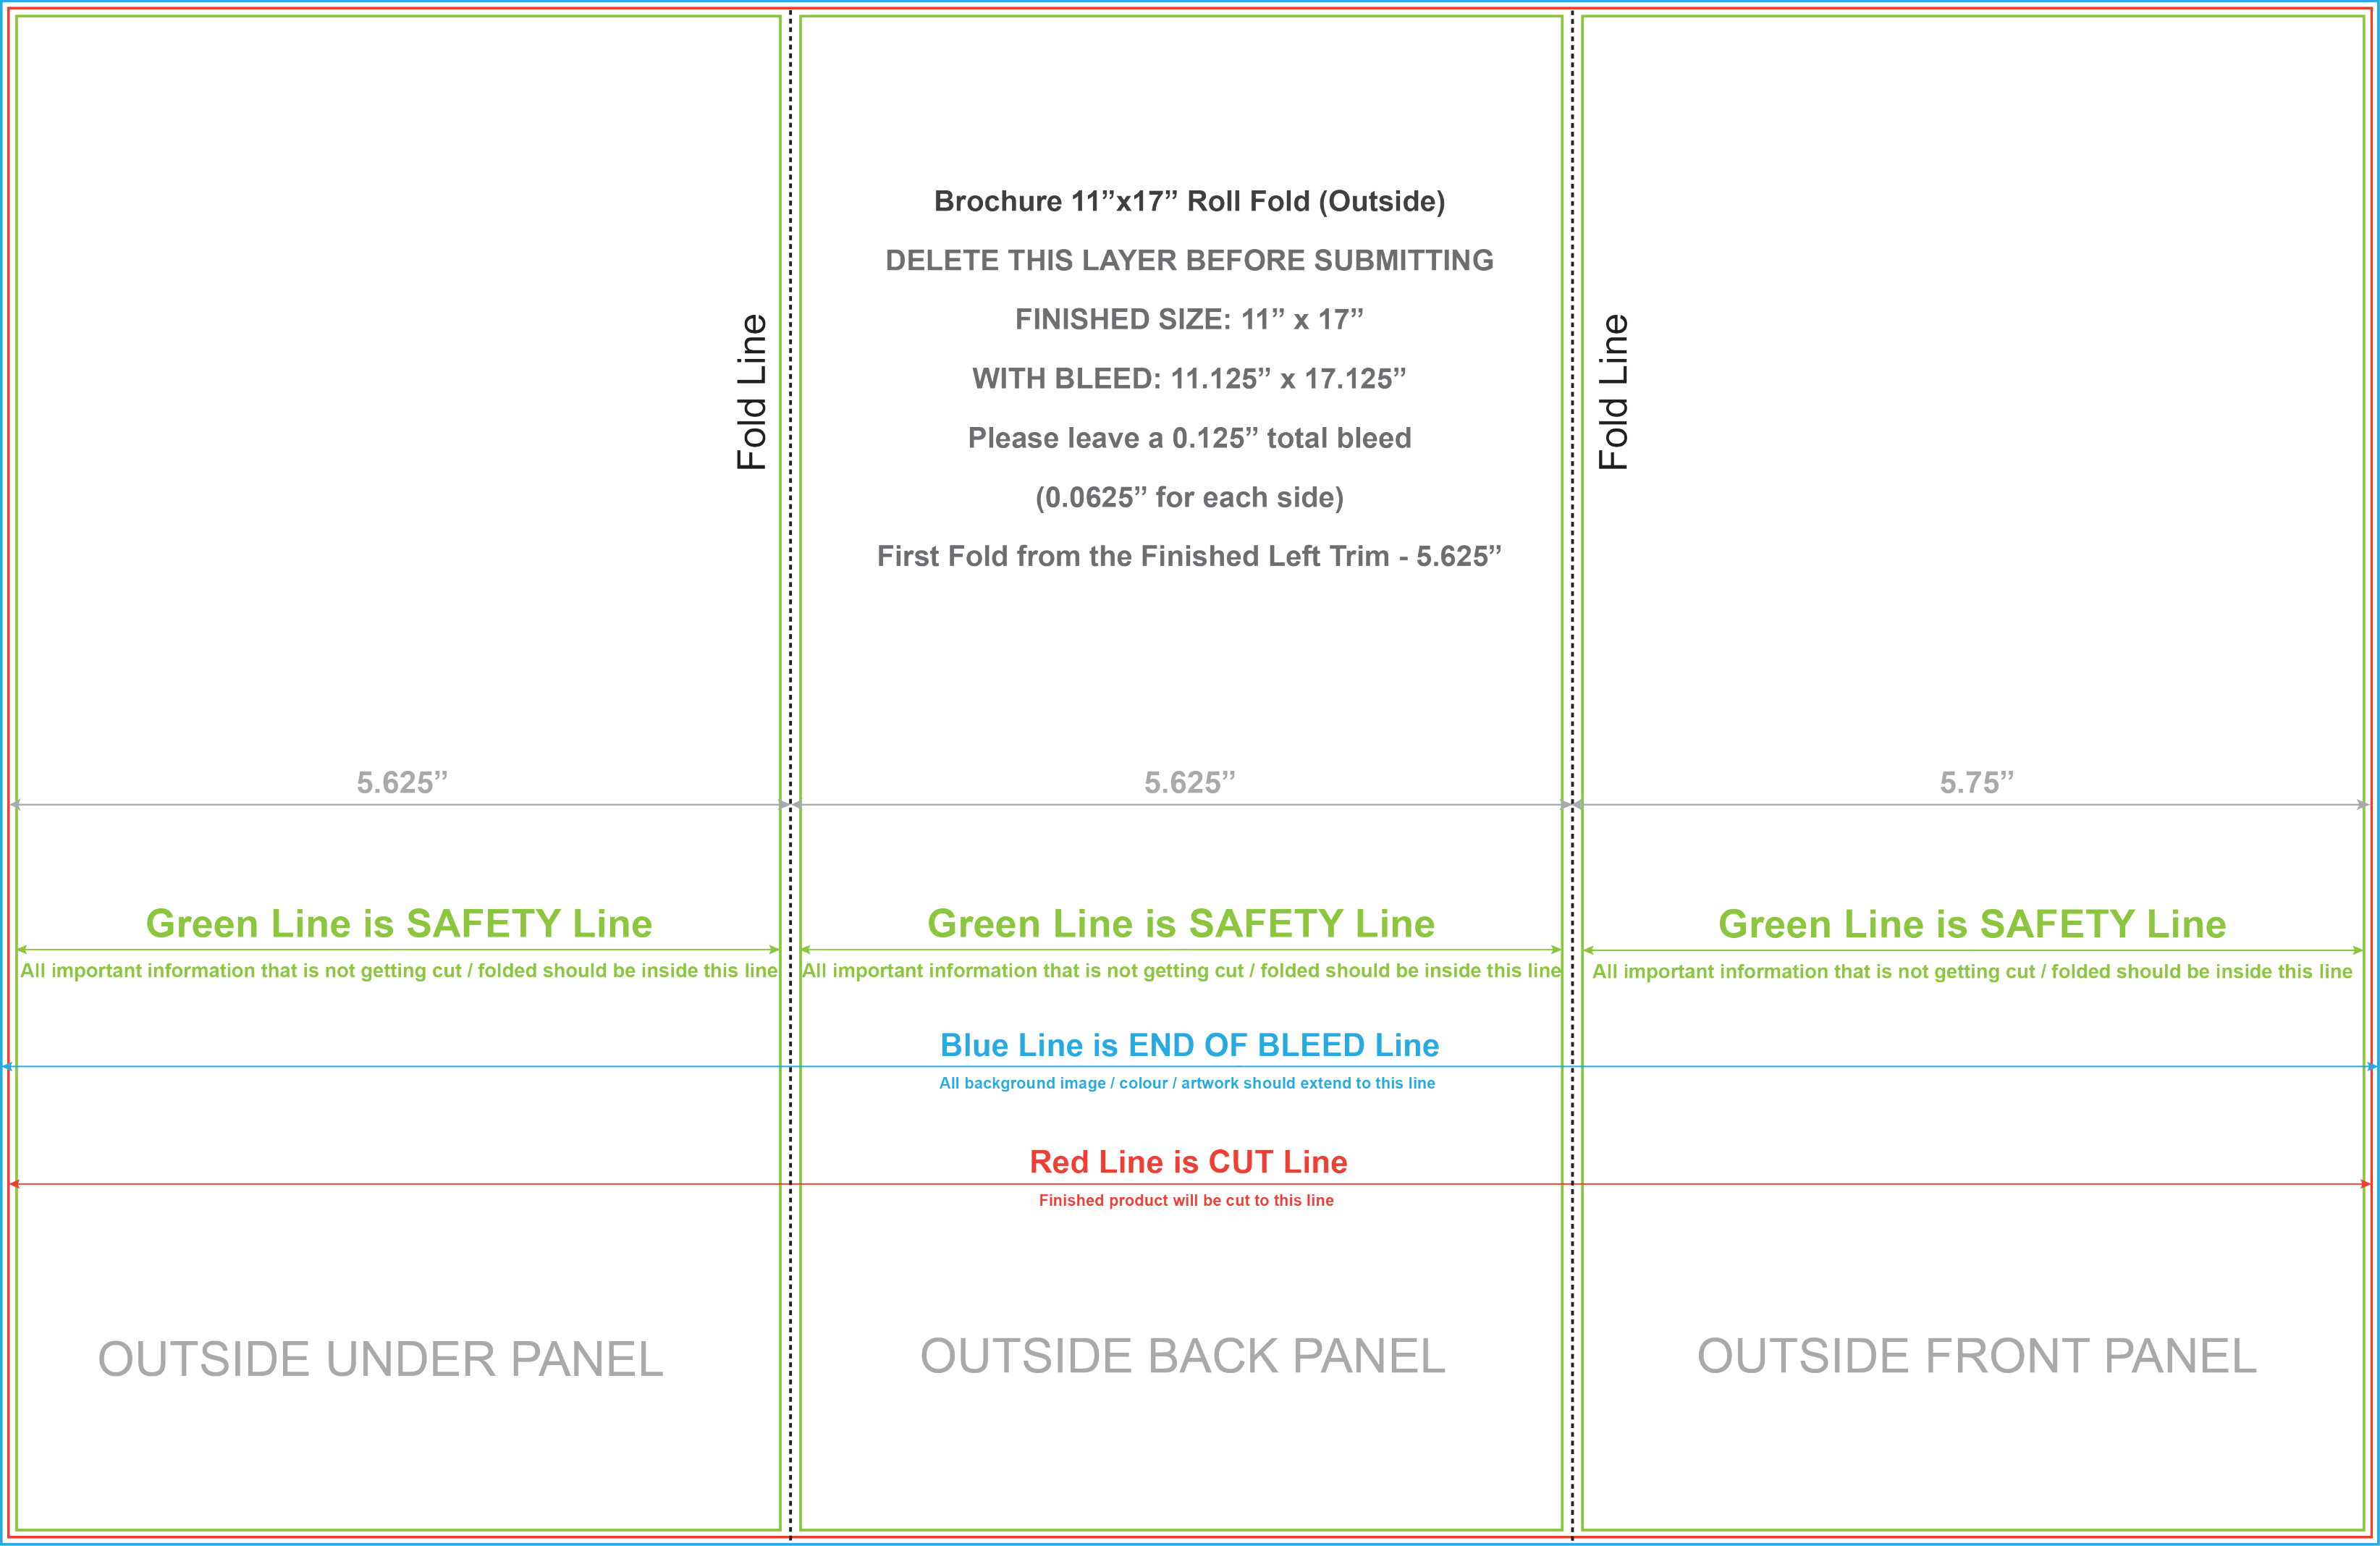 Brochure 11”x17” Roll Fold (Outside)
DELETE THIS LAYER BEFORE SUBMITTING
FINISHED SIZE: 11” x 17”
WITH BLEED: 11.125” x 17.125”
Please leave a 0.125” total bleed
(0.0625” for each side)
First Fold from the Finished Left Trim - 5.625”
Fold Line
Fold Line
5.625”
5.625”
5.75”
Green Line is SAFETY Line
All important information that is not getting cut / folded should be inside this line
Green Line is SAFETY Line
All important information that is not getting cut / folded should be inside this line
Green Line is SAFETY Line
All important information that is not getting cut / folded should be inside this line
Blue Line is END OF BLEED Line
All background image / colour / artwork should extend to this line
Red Line is CUT Line
Finished product will be cut to this line
OUTSIDE UNDER PANEL
OUTSIDE BACK PANEL
OUTSIDE FRONT PANEL